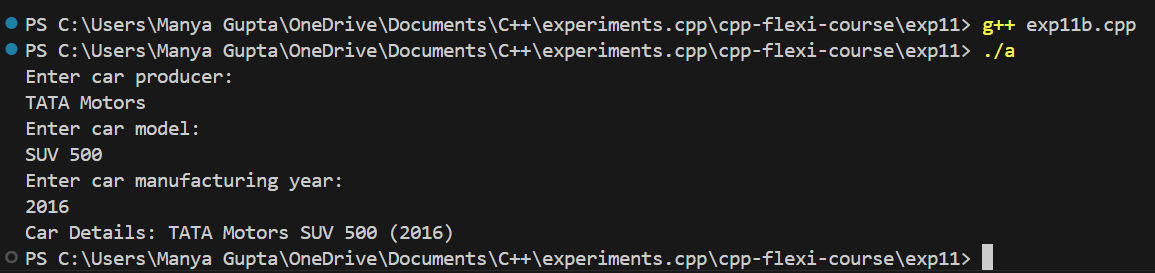 PS C:\Users\Manya Gupta\OneDrive\Documents\C++\experiments.cpp\cpp-flexi-course\exp11> g++ exp11b.cpp
PS C:\Users\Manya Gupta\OneDrive\Documents\C++\experiments.cpp\cpp-flexi-course\exp11> ./a
Enter car producer:
TATA Motors
Enter car model:
SUV 500
Enter car manufacturing year:
2016
Car Details: TATA Motors SUV 500 (2016)
PS C:\Users\Manya Gupta\OneDrive\Documents\C++\experiments.cpp\cpp-flexi-course\exp11>